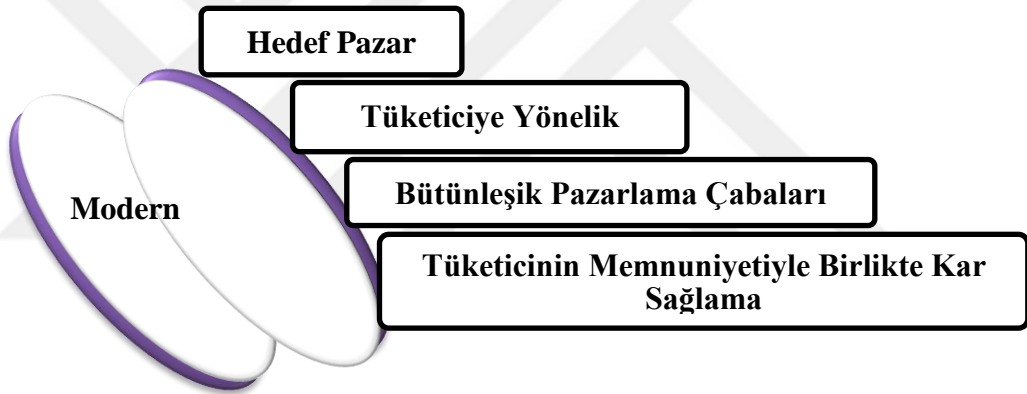 Hedef Pazar
Tüketiciye Yönelik
Modern
Bütünleşik Pazarlama Çabaları
Tüketicinin Memnuniyetiyle Birlikte Kar
Sağlama